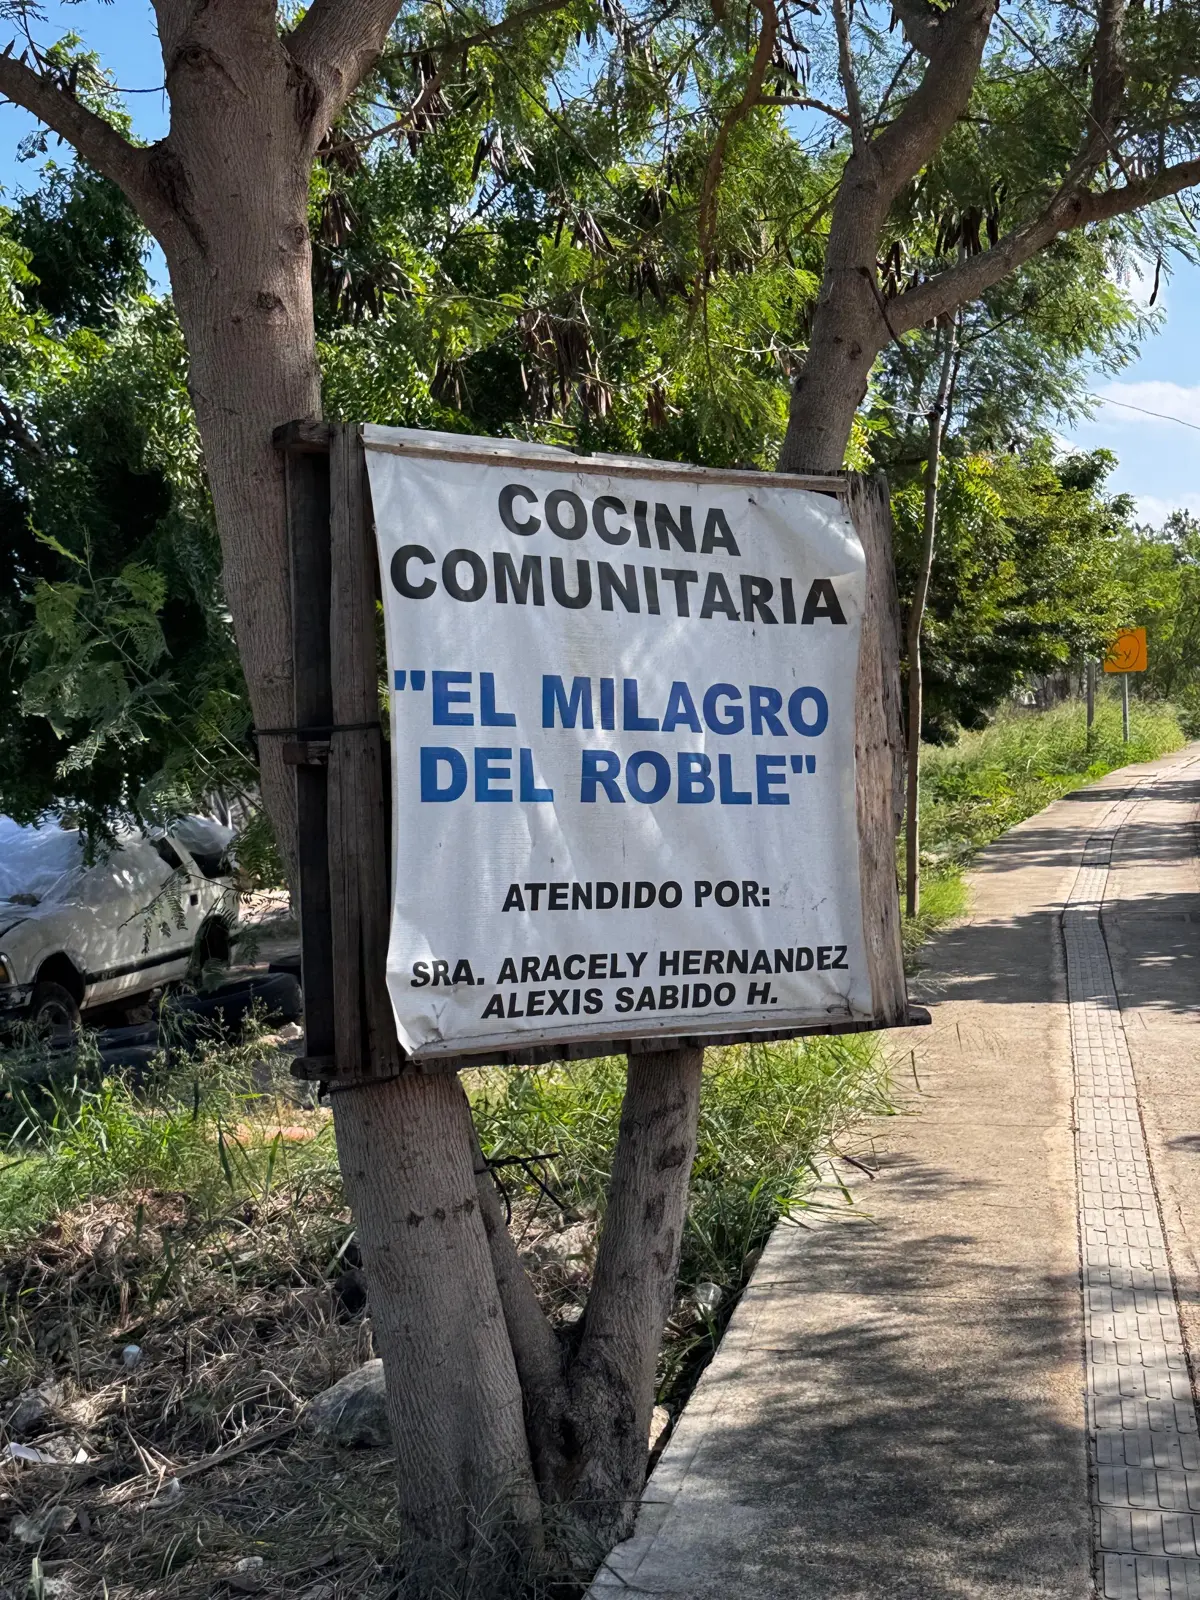 COCINA
COMUNITARIA
"EL MILAGRO
DEL ROBLE"
ATENDIDO POR:
SRA. ARACELY HERNANDEZ
ALEXIS SABIDO H.